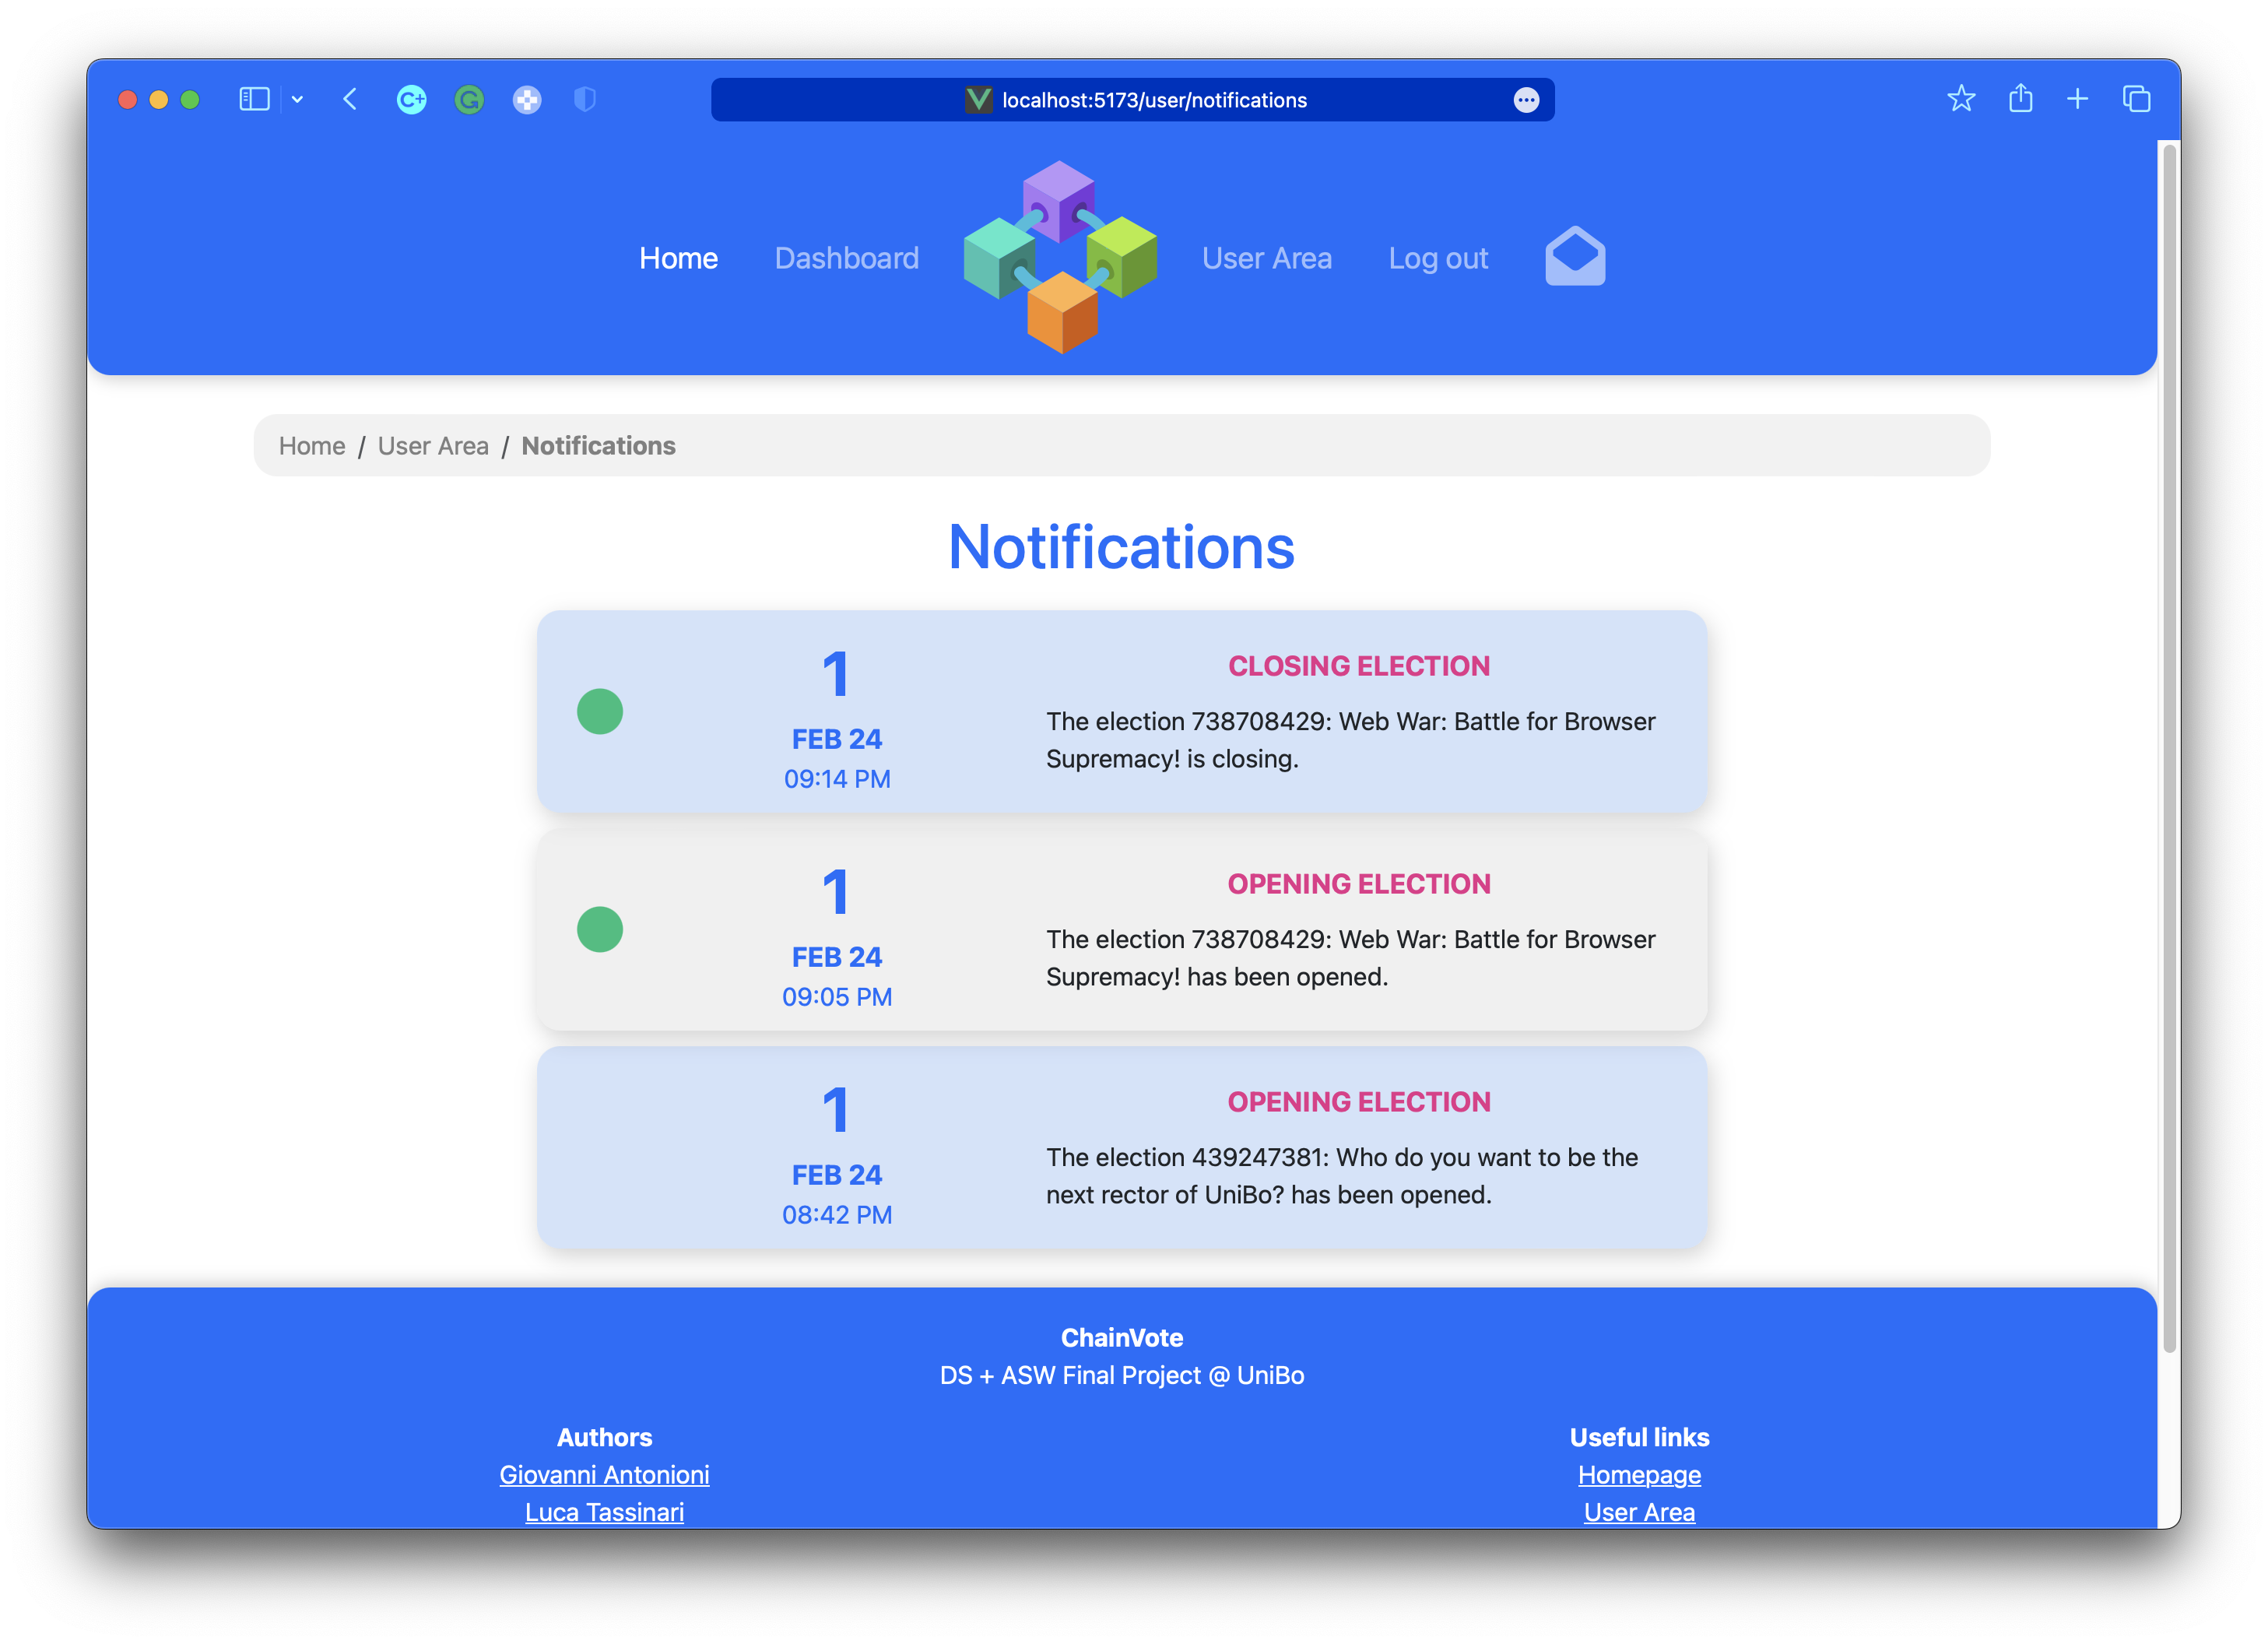 localhost:5173/user/notifications
Home Dashboard User Area Log out
Home / User Area / Notifications
Notifications
1
FEB 24
09:14 PM
CLOSING ELECTION
The election 738708429: Web War: Battle for Browser
Supremacy! is closing.
1
FEB 24
09:05 PM
OPENING ELECTION
The election 738708429: Web War: Battle for Browser
Supremacy! has been opened.
1
FEB 24
08:42 PM
OPENING ELECTION
The election 439247381: Who do you want to be the
next rector of UniBo? has been opened.
ChainVote
DS + ASW Final Project @ UniBo
Authors
Giovanni Antonioni
Luca Tassinari
Useful links
Homepage
User Area